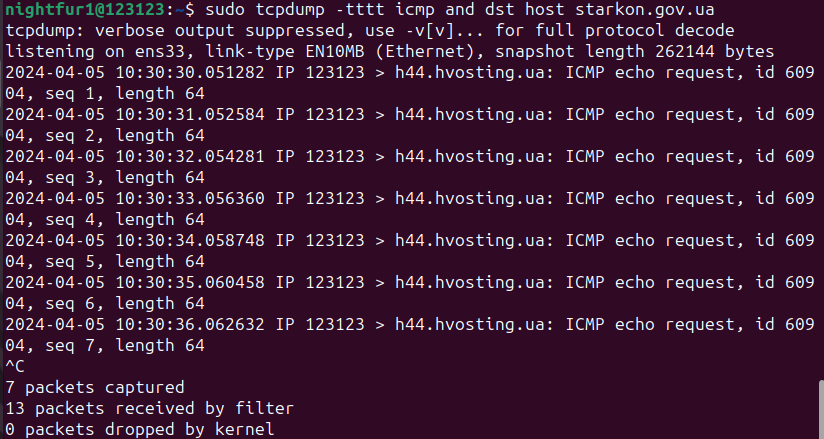 nightfur1@123123:~$ sudo tcpdump -tttt icmp and dst host starkon.gov.ua
tcpdump: verbose output suppressed, use -v[v]... for full protocol decode
listening on ens33, link-type EN10MB (Ethernet), snapshot length 262144 bytes
2024-04-05 10:30:30.051282 IP 123123 > h44.hvosting.ua: ICMP echo request, id 609
04, seq 1, length 64
2024-04-05 10:30:31.052584 IP 123123 > h44.hvosting.ua: ICMP echo request, id 609
04, seq 2, length 64
2024-04-05 10:30:32.054281 IP 123123 > h44.hvosting.ua: ICMP echo request, id 609
04, seq 3, length 64
2024-04-05 10:30:33.056360 IP 123123 > h44.hvosting.ua: ICMP echo request, id 609
04, seq 4, length 64
2024-04-05 10:30:34.058748 IP 123123 > h44.hvosting.ua: ICMP echo request, id 609
04, seq 5, length 64
2024-04-05 10:30:35.060458 IP 123123 > h44.hvosting.ua: ICMP echo request, id 609
04, seq 6, length 64
2024-04-05 10:30:36.062632 IP 123123 > h44.hvosting.ua: ICMP echo request, id 609
04, seq 7, length 64
^C
7 packets captured
13 packets received by filter
0 packets dropped by kernel